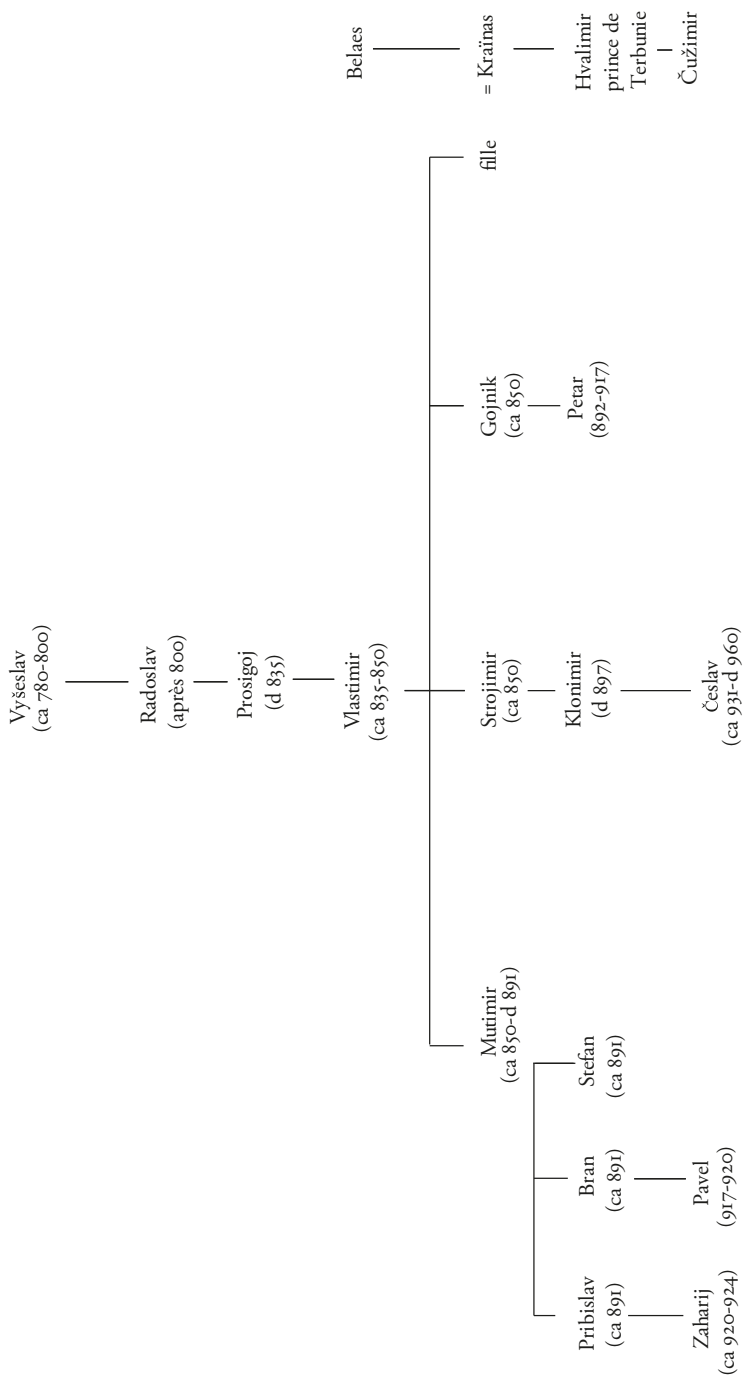 Vyšeslav
(ca 780-800)
Radoslav
(après 800)
Prosigoj
(d 835)
Vlastimir
(ca 835-850)
Belaes
Mutimir
(ca 850-d 891)
Strojimir
(ca 850)
Gojnik
(ca 850)
fille
= Kraïnas
Pribislav
(ca 891)
Bran
(ca 891)
Stefan
(ca 891)
Klonimir
(d 897)
Petar
(892-917)
Hvalimir
prince de
Terbunie
Zaharij
(ca 920-924)
Pavel
(917-920)
Česlav
(ca 931-d 960)
Čužimir